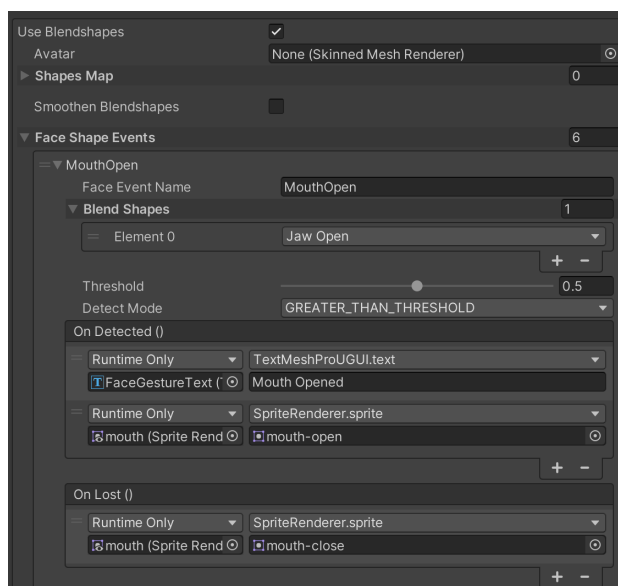 Use Blendshapes
Avatar None (Skinned Mesh Renderer)
Shapes Map 0
Smoothen Blendshapes
Face Shape Events 6
MouthOpen
Face Event Name MouthOpen
Blend Shapes 1
Element 0 Jaw Open
Threshold 0.5
Detect Mode GREATER_THAN_THRESHOLD
On Detected ()
Runtime Only TextMeshProUGUI.text
FaceGestureText ( Mouth Opened
Runtime Only SpriteRenderer.sprite
mouth (Sprite Rend mouth-open
On Lost ()
Runtime Only SpriteRenderer.sprite
mouth (Sprite Rend mouth-close